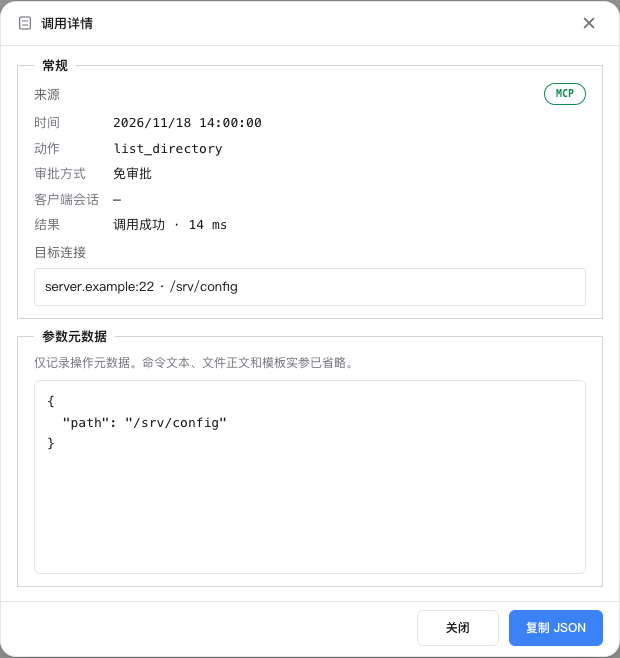 调用详情
常规
来源 MCP
时间 2026/11/18 14:00:00
动作 list_directory
审批方式 免审批
客户端会话 —
结果 调用成功 · 14 ms
目标连接
server.example:22 · /srv/config
参数元数据
仅记录操作元数据。命令文本、文件正文和模板实参已省略。
{
  "path": "/srv/config"
}
关闭 复制 JSON